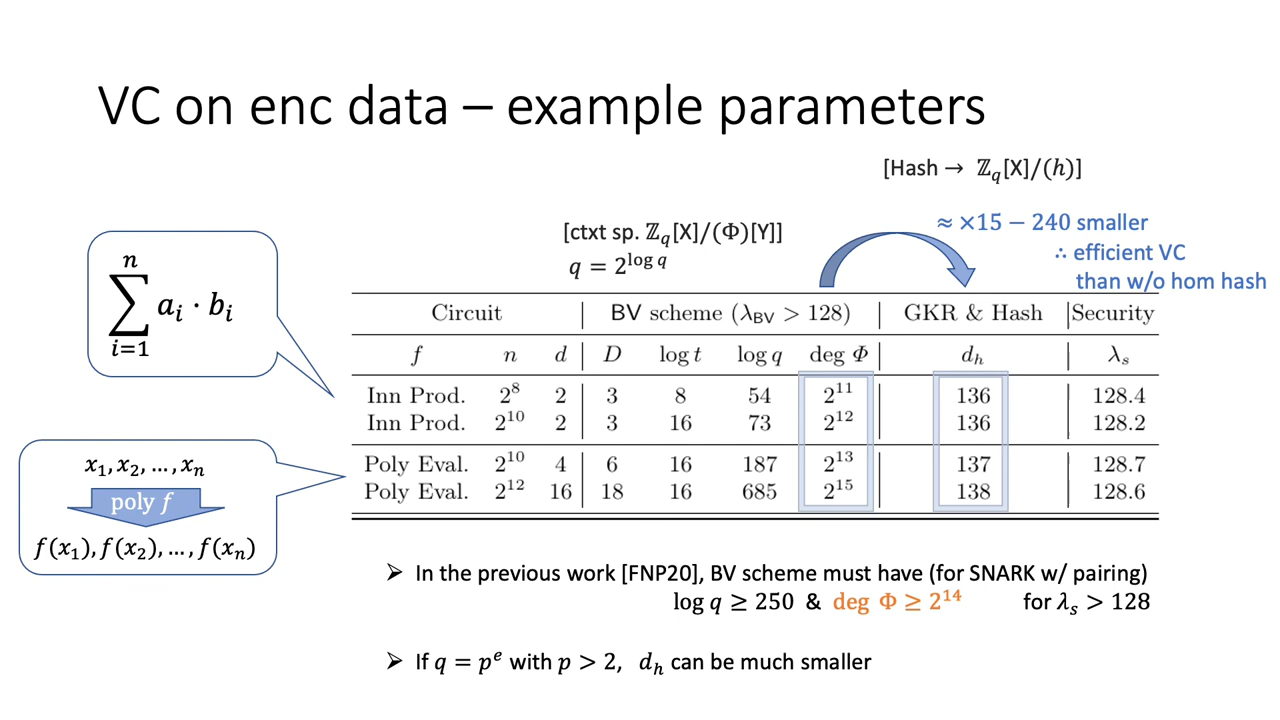 VC on enc data – example parameters
[Hash → ℤ_q[X]/(h)]
≈ ×15 − 240 smaller
∴ efficient VC
than w/o hom hash
[ctxt sp. ℤ_q[X]/(Φ)[Y]]
q = 2^{log q}
∑_{i=1}^{n} a_i · b_i
Circuit | BV scheme (λ_BV > 128) | GKR & Hash | Security
f n d | D log t log q deg Φ | d_h | λ_s
Inn Prod. 2^8 2 | 3 8 54 2^11 | 136 | 128.4
Inn Prod. 2^10 2 | 3 16 73 2^12 | 136 | 128.2
Poly Eval. 2^10 4 | 6 16 187 2^13 | 137 | 128.7
Poly Eval. 2^12 16 | 18 16 685 2^15 | 138 | 128.6
x_1, x_2, ..., x_n
poly f
f(x_1), f(x_2), ..., f(x_n)
➢ In the previous work [FNP20], BV scheme must have (for SNARK w/ pairing)
log q ≥ 250 & deg Φ ≥ 2^14 for λ_s > 128
➢ If q = p^e with p > 2, d_h can be much smaller